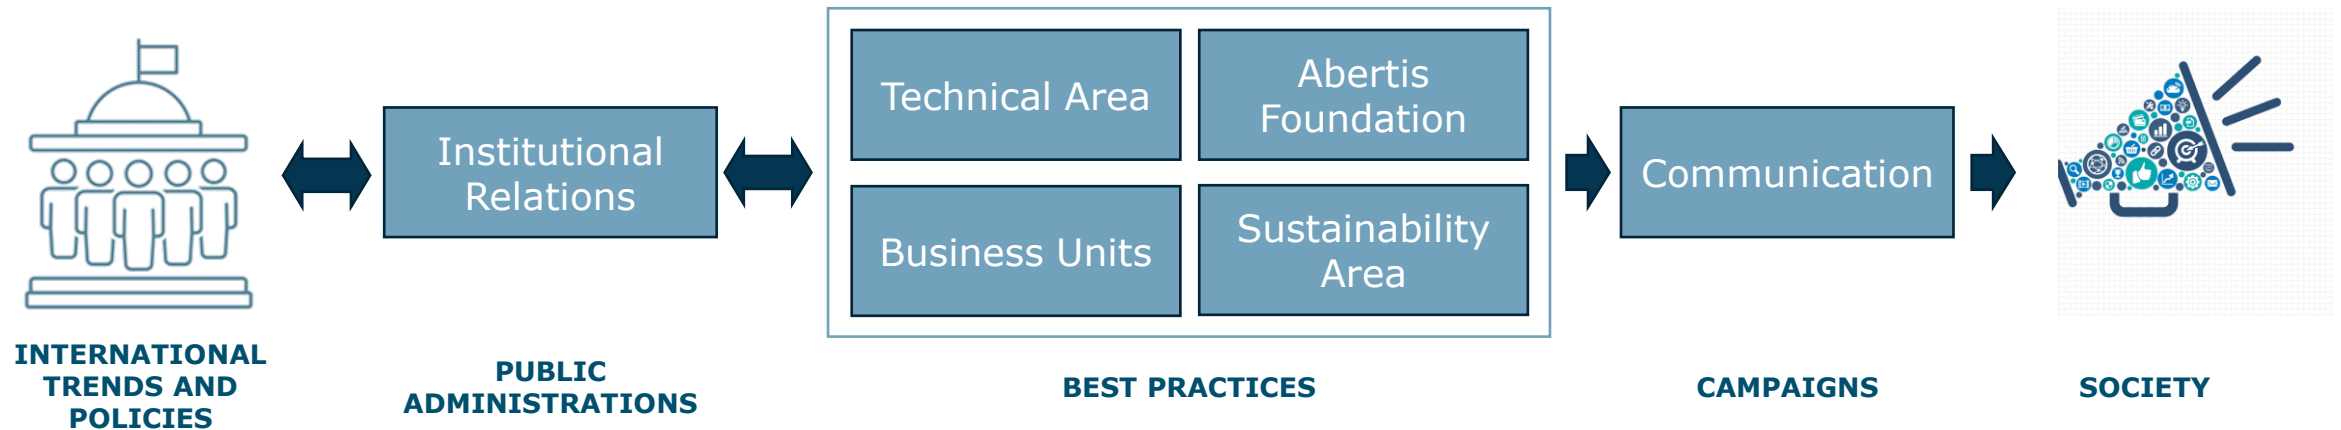 Institutional
Relations
Technical Area
Abertis
Foundation
Business Units
Sustainability
Area
Communication
INTERNATIONAL
TRENDS AND
POLICIES
PUBLIC
ADMINISTRATIONS
BEST PRACTICES
CAMPAIGNS
SOCIETY